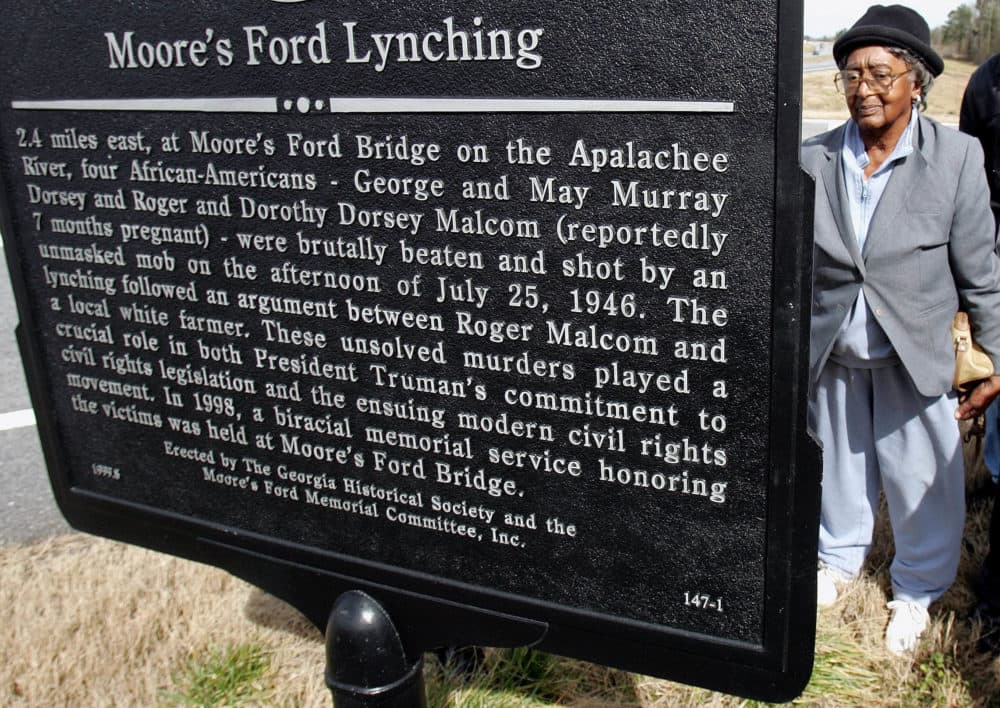 Moore's Ford Lynching
2.4 miles east, at Moore's Ford Bridge on the Apalachee
River, four African-Americans - George and May Murray
Dorsey and Roger and Dorothy Dorsey Malcom (reportedly
7 months pregnant) - were brutally beaten and shot by an
unmasked mob on the afternoon of July 25, 1946. The
lynching followed an argument between Roger Malcom and
a local white farmer. These unsolved murders played a
crucial role in both President Truman's commitment to
civil rights legislation and the ensuing modern civil rights
movement. In 1998, a biracial memorial service honoring
the victims was held at Moore's Ford Bridge.
Erected by The Georgia Historical Society and the
Moore's Ford Memorial Committee, Inc.
1999.8
147-1